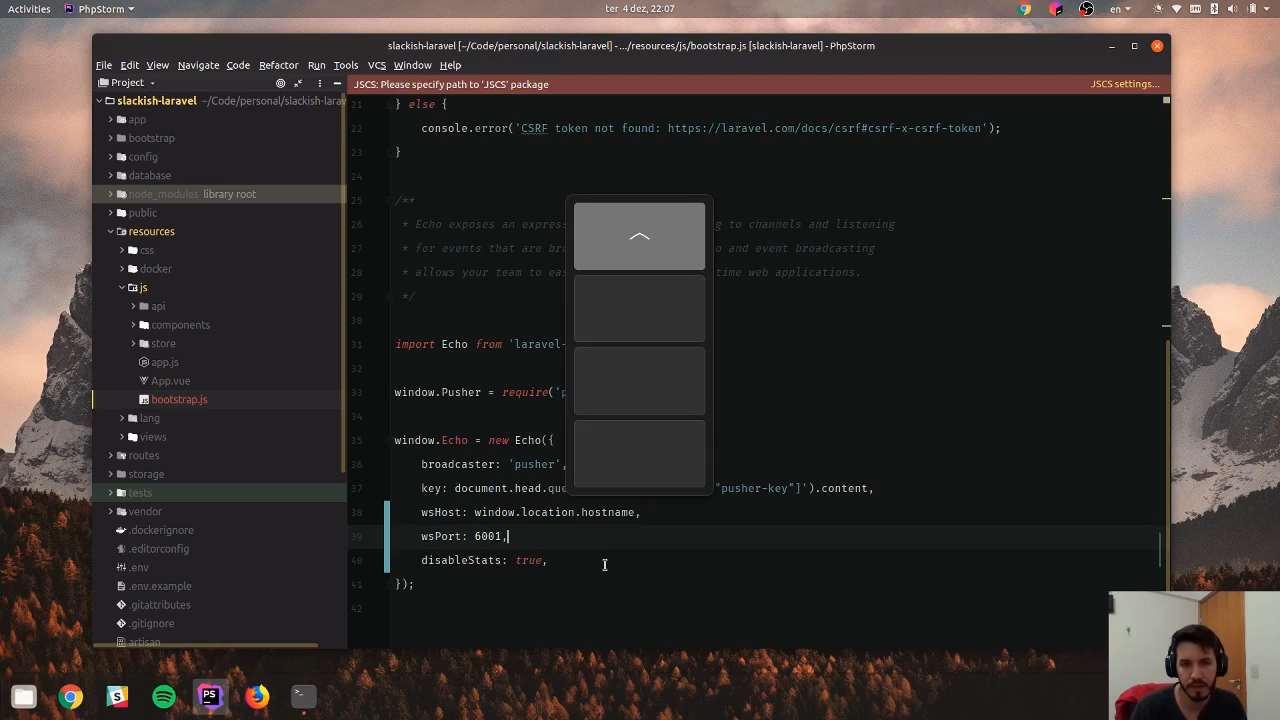 Activities
PhpStorm
ter 4 dez, 22:07
en
slackish-laravel [~/Code/personal/slackish-laravel] - .../resources/js/bootstrap.js [slackish-laravel] - PhpStorm
File Edit View Navigate Code Refactor Run Tools VCS Window Help
Project
JSCS: Please specify path to 'JSCS' package
JSCS settings...
slackish-laravel ~/Code/personal/slackish-larav
app
bootstrap
config
database
node_modules library root
public
resources
css
docker
js
api
components
store
app.js
App.vue
bootstrap.js
lang
views
routes
storage
tests
vendor
.dockerignore
.editorconfig
.env
.env.example
.gitattributes
.gitignore
artisan
21 } else {
22 console.error('CSRF token not found: https://laravel.com/docs/csrf#csrf-x-csrf-token');
23 }
24
25 /**
26 * Echo exposes an express g to channels and listening
27 * for events that are bro o and event broadcasting
28 * allows your team to eas time web applications.
29 */
30
31 import Echo from 'laravel-
32
33 window.Pusher = require('p
34
35 window.Echo = new Echo({
36 broadcaster: 'pusher',
37 key: document.head.que "pusher-key"]').content,
38 wsHost: window.location.hostname,
39 wsPort: 6001,
40 disableStats: true,
41 });
42